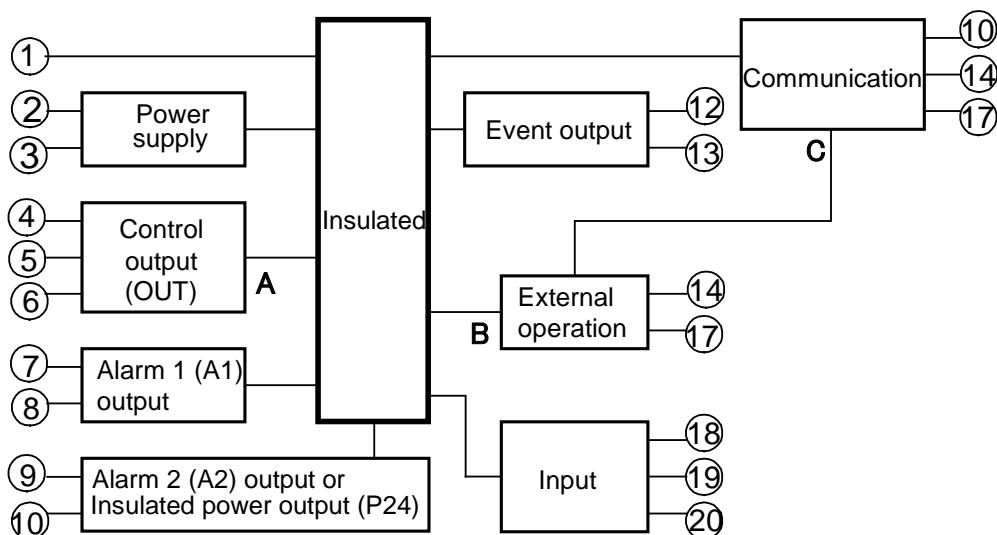 1
2
3
Power
supply
4
5
6
Control
output
(OUT)
A
7
8
Alarm 1 (A1)
output
9
10
Alarm 2 (A2) output or
Insulated power output (P24)
Insulated
Communication
10
14
17
C
Event output
12
13
External
operation
B
14
17
Input
18
19
20